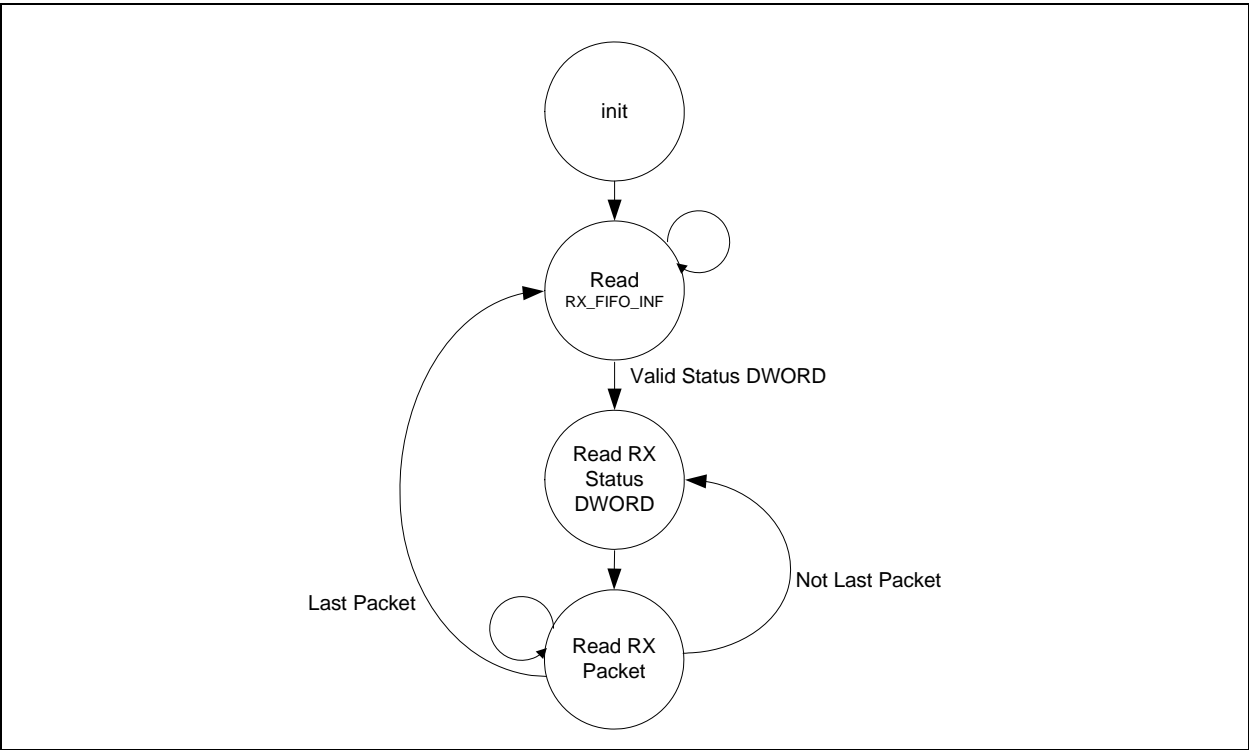 init
Read
RX_FIFO_INF
Valid Status DWORD
Read RX
Status
DWORD
Not Last Packet
Last Packet
Read RX
Packet